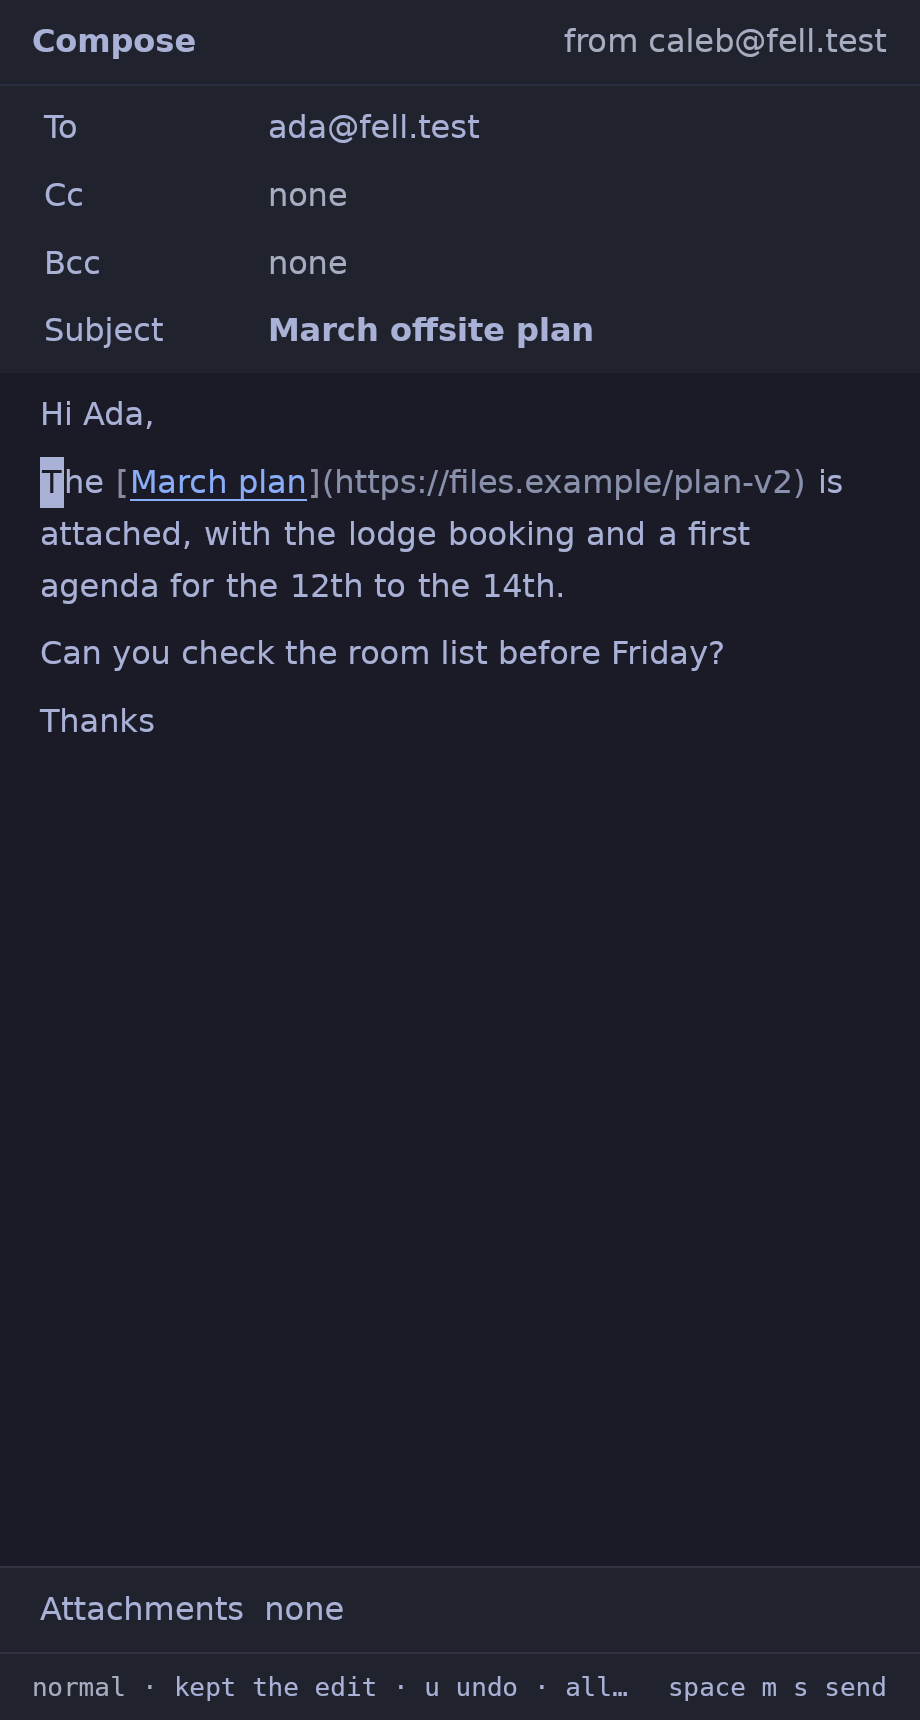 Compose from caleb@fell.test
To ada@fell.test
Cc none
Bcc none
Subject March offsite plan
Hi Ada,
The [March plan](https://files.example/plan-v2) is
attached, with the lodge booking and a first
agenda for the 12th to the 14th.
Can you check the room list before Friday?
Thanks
Attachments none
normal · kept the edit · u undo · all… space m s send